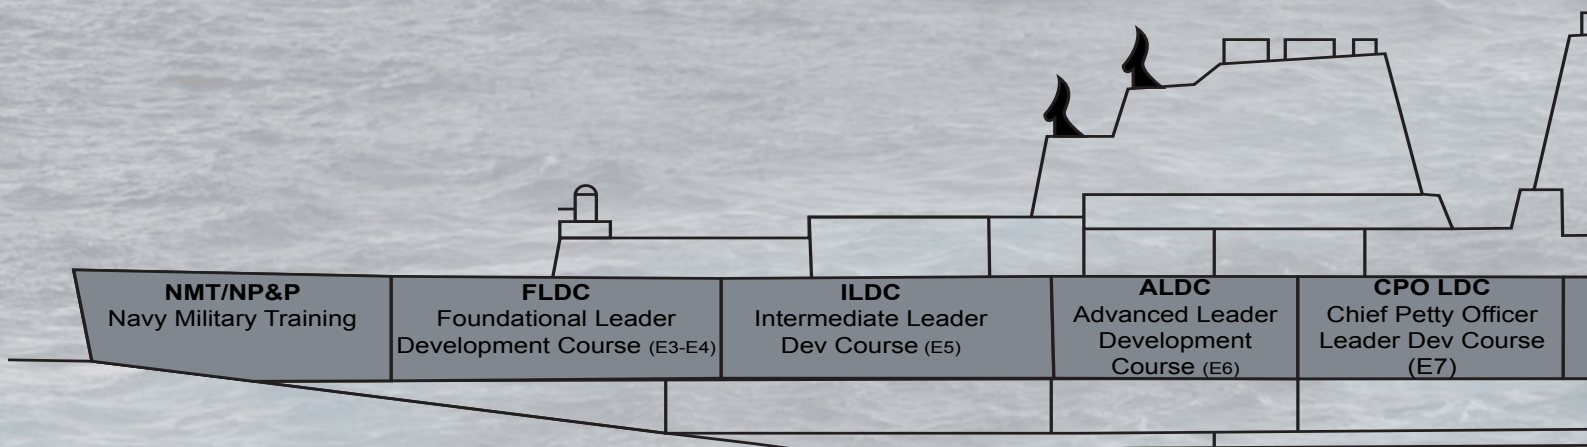 NMT/NP&P
Navy Military Training
FLDC
Foundational Leader
Development Course (E3-E4)
ILDC
Intermediate Leader
Dev Course (E5)
ALDC
Advanced Leader
Development
Course (E6)
CPO LDC
Chief Petty Officer
Leader Dev Course
(E7)